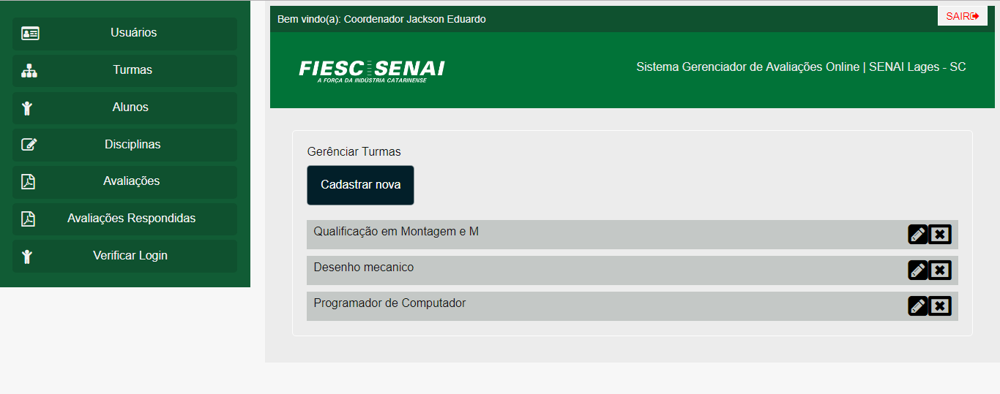 Usuários
Turmas
Alunos
Disciplinas
Avaliações
Avaliações Respondidas
Verificar Login
Bem vindo(a): Coordenador Jackson Eduardo
SAIR
FIESC SENAI
A FORÇA DA INDÚSTRIA CATARINENSE
Sistema Gerenciador de Avaliações Online | SENAI Lages - SC
Gerênciar Turmas
Cadastrar nova
Qualificação em Montagem e M
Desenho mecanico
Programador de Computador